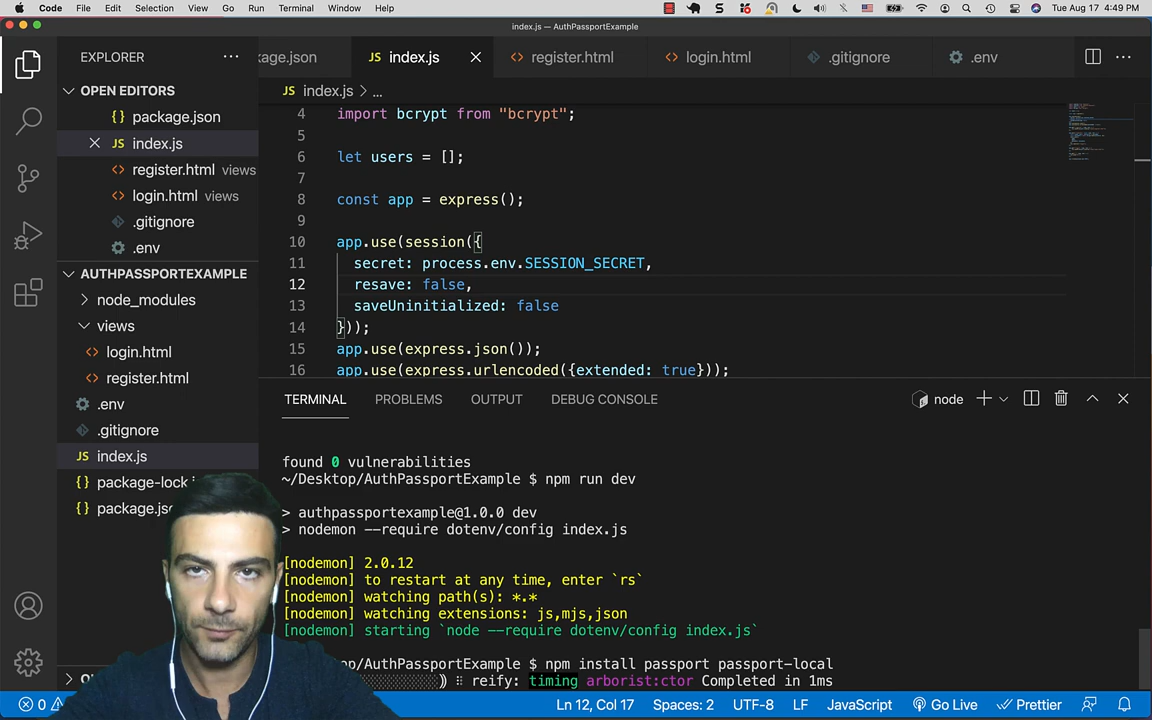 Code File Edit Selection View Go Run Terminal Window Help Tue Aug 17 4:49 PM
index.js — AuthPassportExample
EXPLORER
kage.json JS index.js register.html login.html .gitignore .env
OPEN EDITORS
{} package.json
JS index.js
register.html views
login.html views
.gitignore
.env
AUTHPASSPORTEXAMPLE
node_modules
views
login.html
register.html
.env
.gitignore
JS index.js
{} package-lock.j
{} package.jso
JS index.js > ...
4 import bcrypt from "bcrypt";
5
6 let users = [];
7
8 const app = express();
9
10 app.use(session({
11 secret: process.env.SESSION_SECRET,
12 resave: false,
13 saveUninitialized: false
14 }));
15 app.use(express.json());
16 app.use(express.urlencoded({extended: true}));
TERMINAL PROBLEMS OUTPUT DEBUG CONSOLE node
found 0 vulnerabilities
~/Desktop/AuthPassportExample $ npm run dev
> authpassportexample@1.0.0 dev
> nodemon --require dotenv/config index.js
[nodemon] 2.0.12
[nodemon] to restart at any time, enter `rs`
[nodemon] watching path(s): *.*
[nodemon] watching extensions: js,mjs,json
[nodemon] starting `node --require dotenv/config index.js`
op/AuthPassportExample $ npm install passport passport-local
) ⠸ reify: timing arborist:ctor Completed in 1ms
0 Ln 12, Col 17 Spaces: 2 UTF-8 LF JavaScript Go Live Prettier